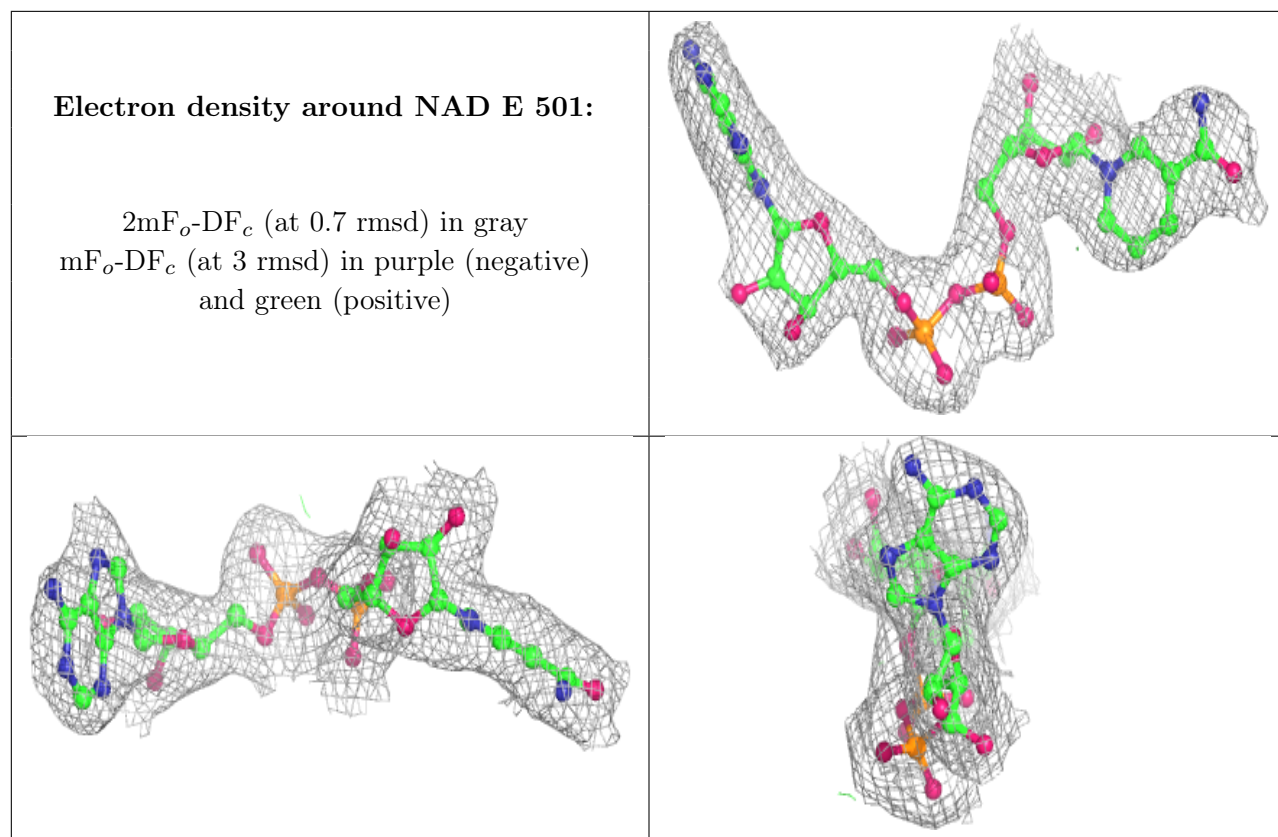 Electron density around NAD E 501:
2mFₒ-DF𝒸 (at 0.7 rmsd) in gray
mFₒ-DF𝒸 (at 3 rmsd) in purple (negative)
and green (positive)